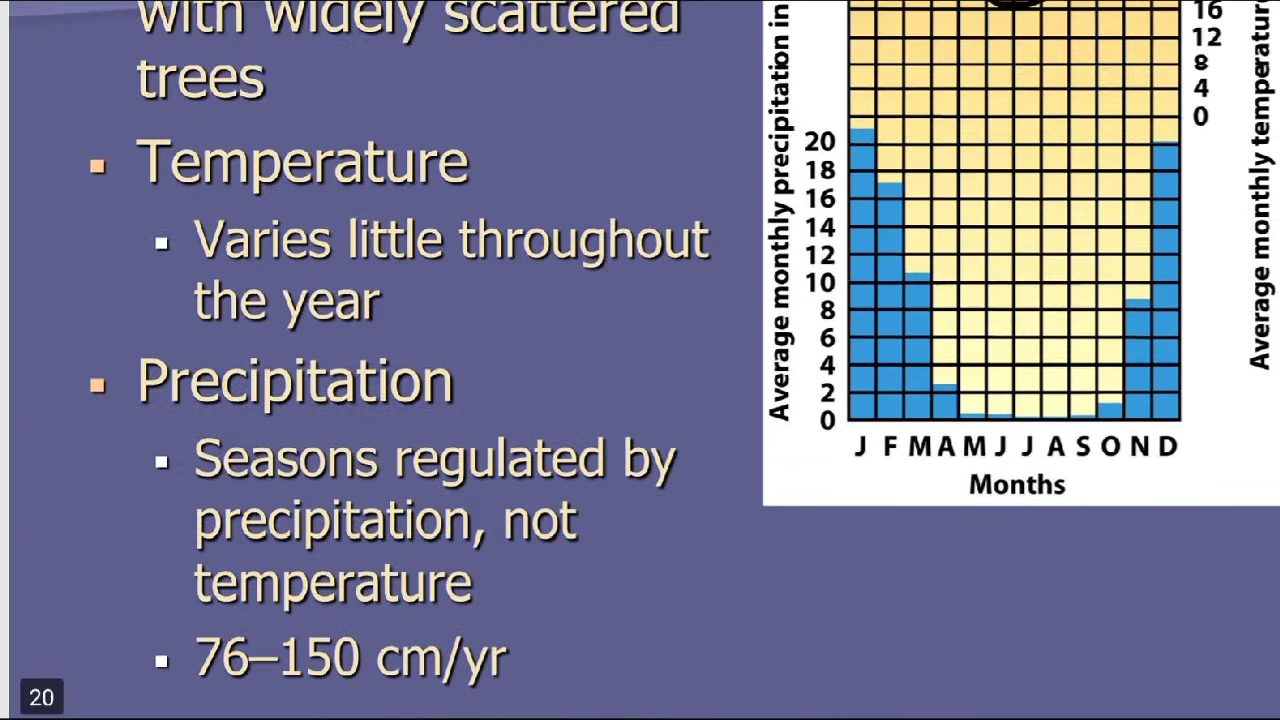 with widely scattered
trees
Temperature
Varies little throughout
the year
Precipitation
Seasons regulated by
precipitation, not
temperature
76–150 cm/yr
20
Average monthly precipitation in
20
18
16
14
12
10
8
6
4
2
0
J F M A M J J A S O N D
Months
16
12
8
4
0
Average monthly temperature